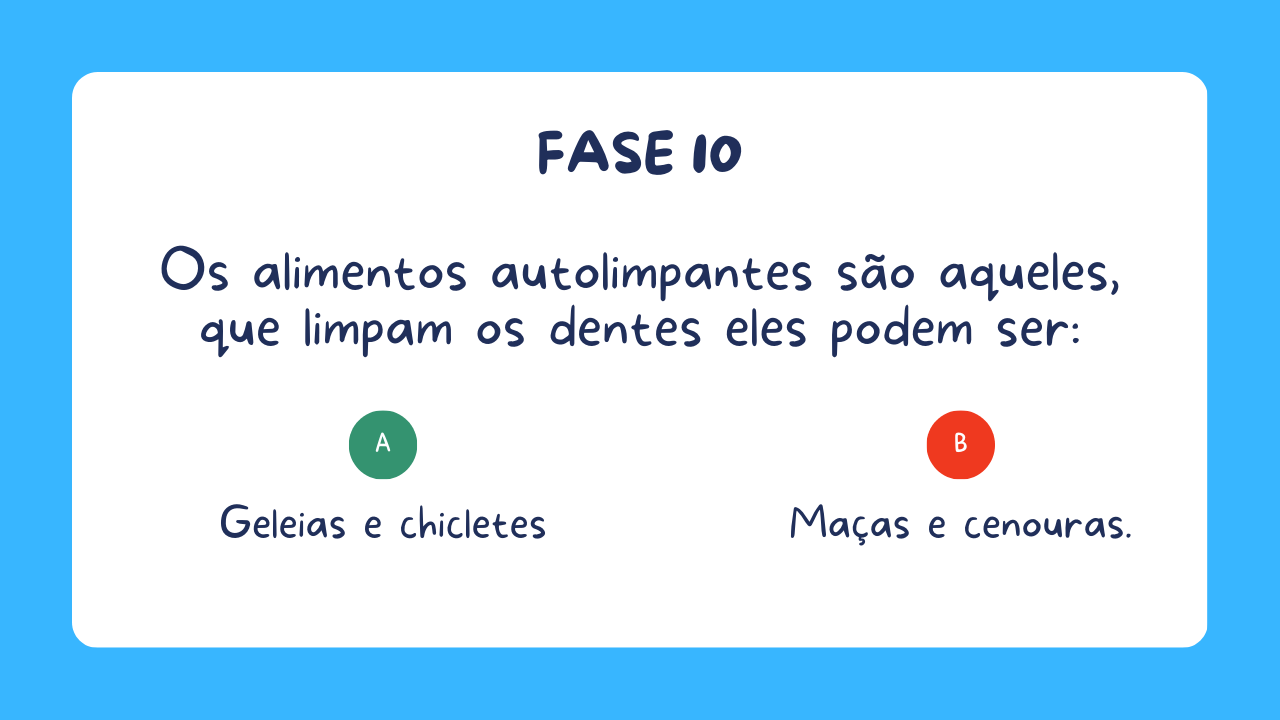 FASE 10
Os alimentos autolimpantes são aqueles,
que limpam os dentes eles podem ser:
A
B
Geleias e chicletes
Maças e cenouras.